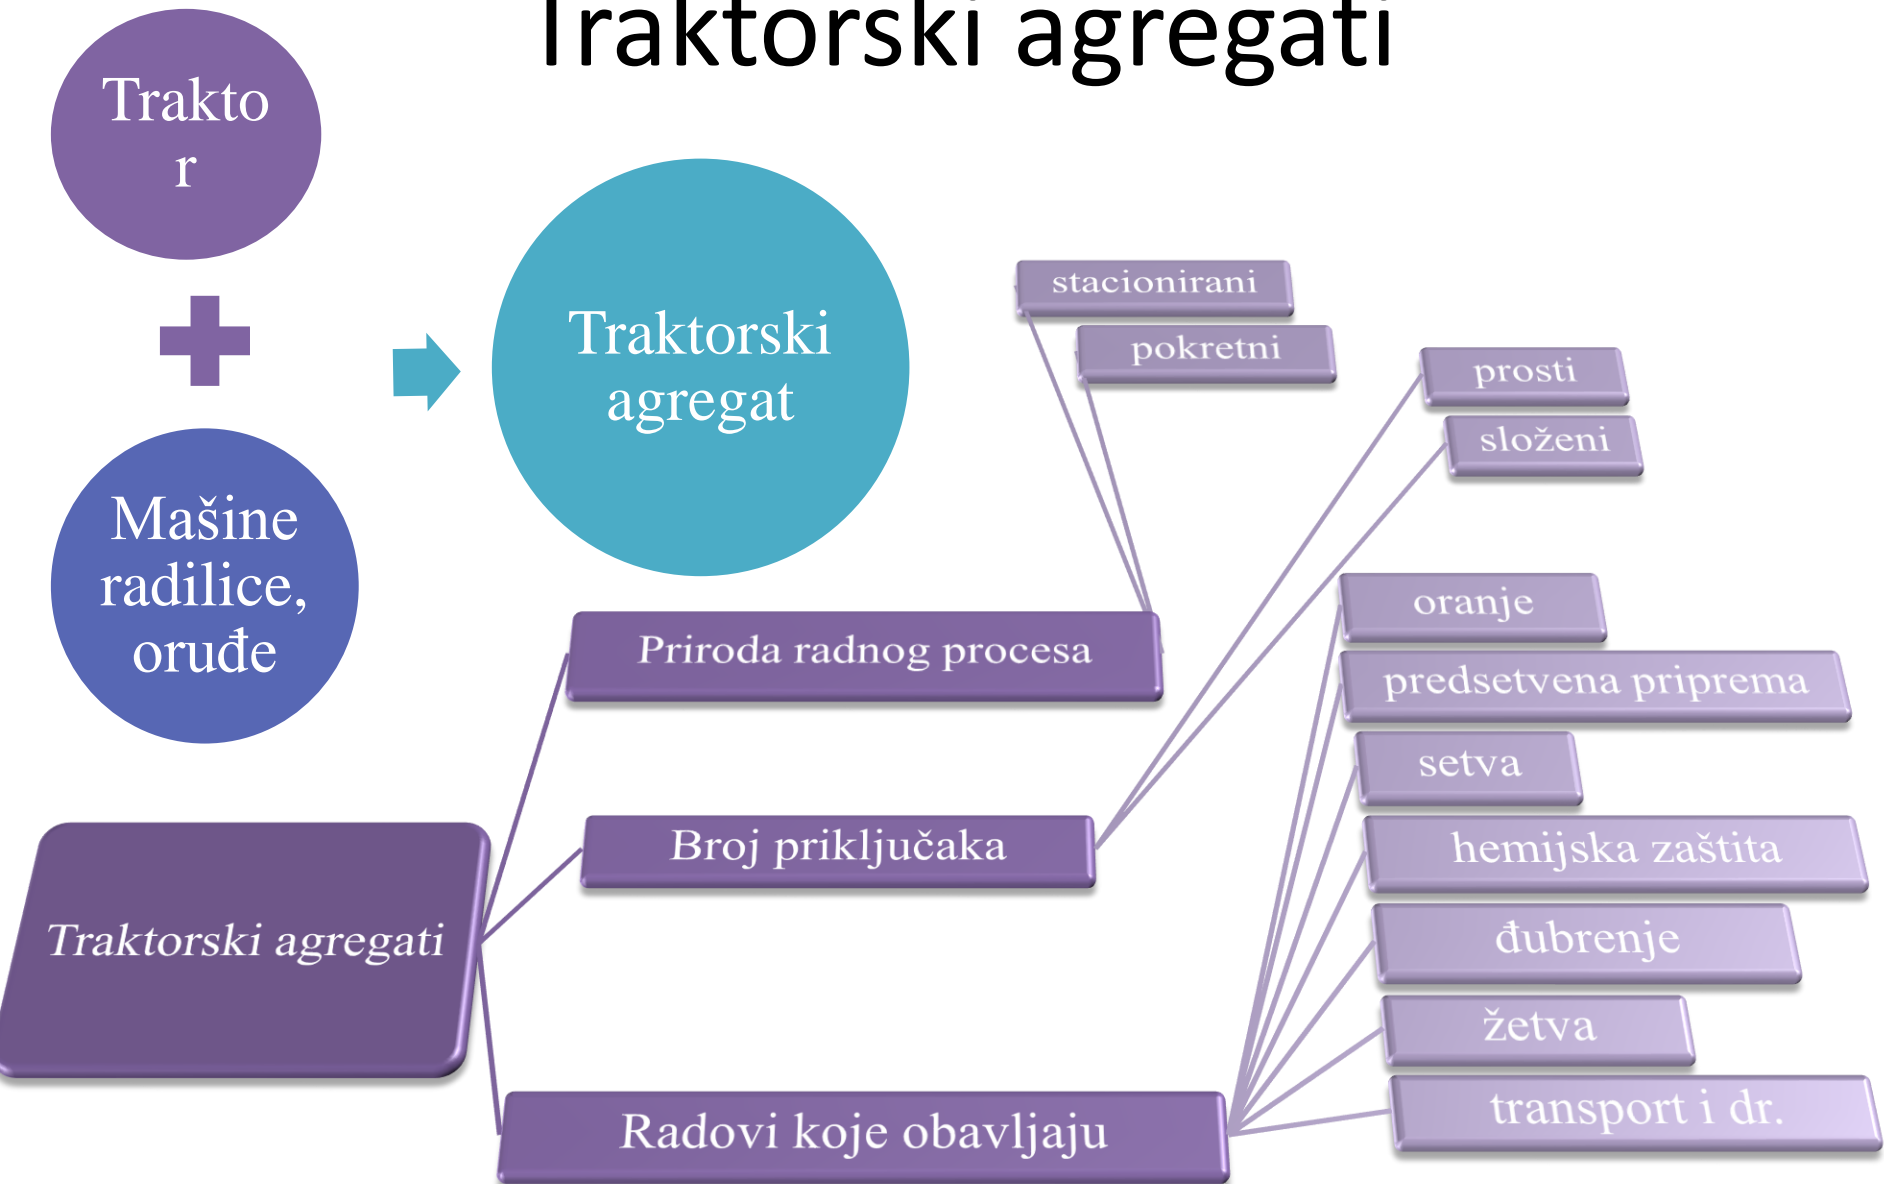 Traktorski agregati
Trakto
r
Mašine
radilice,
oruđe
Traktorski
agregat
Traktorski agregati
Priroda radnog procesa
stacionirani
pokretni
Broj priključaka
prosti
složeni
Radovi koje obavljaju
oranje
predsetvena priprema
setva
hemijska zaštita
đubrenje
žetva
transport i dr.